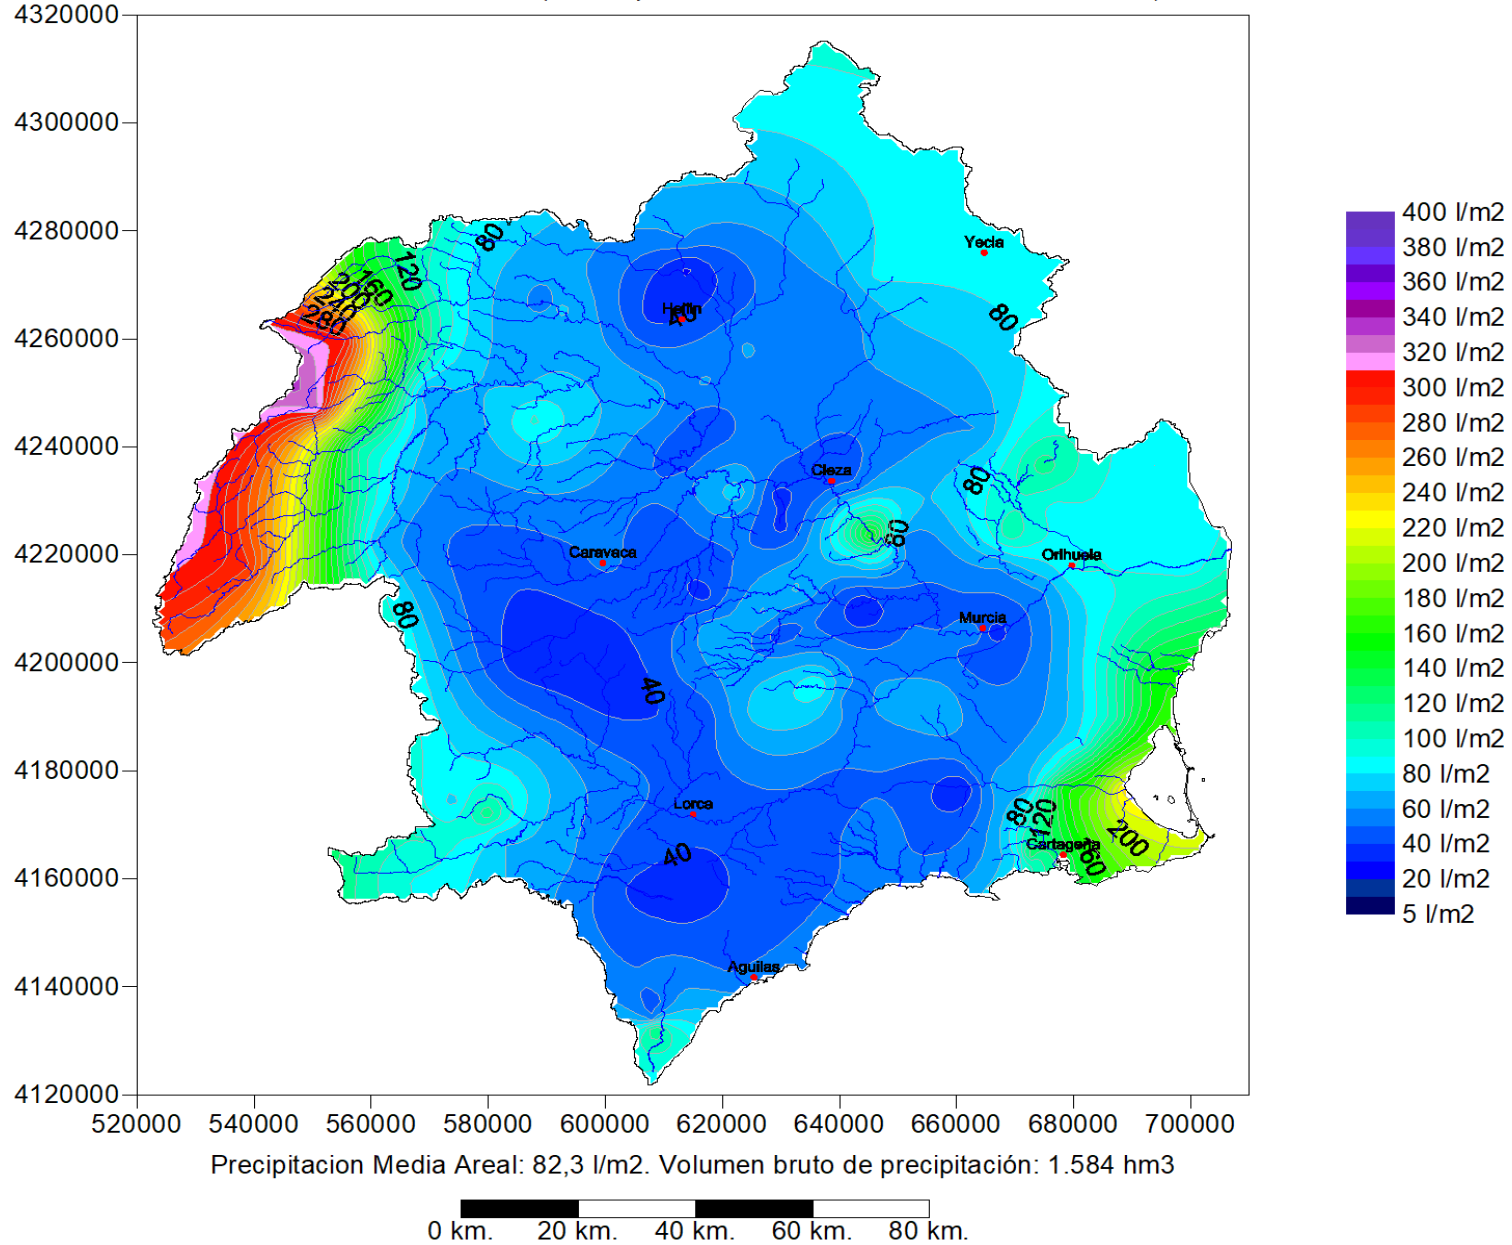 4320000
4300000
4280000
4260000
4240000
4220000
4200000
4180000
4160000
4140000
4120000
520000 540000 560000 580000 600000 620000 640000 660000 680000 700000
80
120
160
200
240
280
Yecla
80
Hellin
40
Cieza
80
60
Caravaca
Orihuela
80
Murcia
40
Lorca
80
120
200
Cartagena
160
40
Aguilas
400 l/m2
380 l/m2
360 l/m2
340 l/m2
320 l/m2
300 l/m2
280 l/m2
260 l/m2
240 l/m2
220 l/m2
200 l/m2
180 l/m2
160 l/m2
140 l/m2
120 l/m2
100 l/m2
80 l/m2
60 l/m2
40 l/m2
20 l/m2
5 l/m2
Precipitacion Media Areal: 82,3 l/m2. Volumen bruto de precipitación: 1.584 hm3
0 km. 20 km. 40 km. 60 km. 80 km.